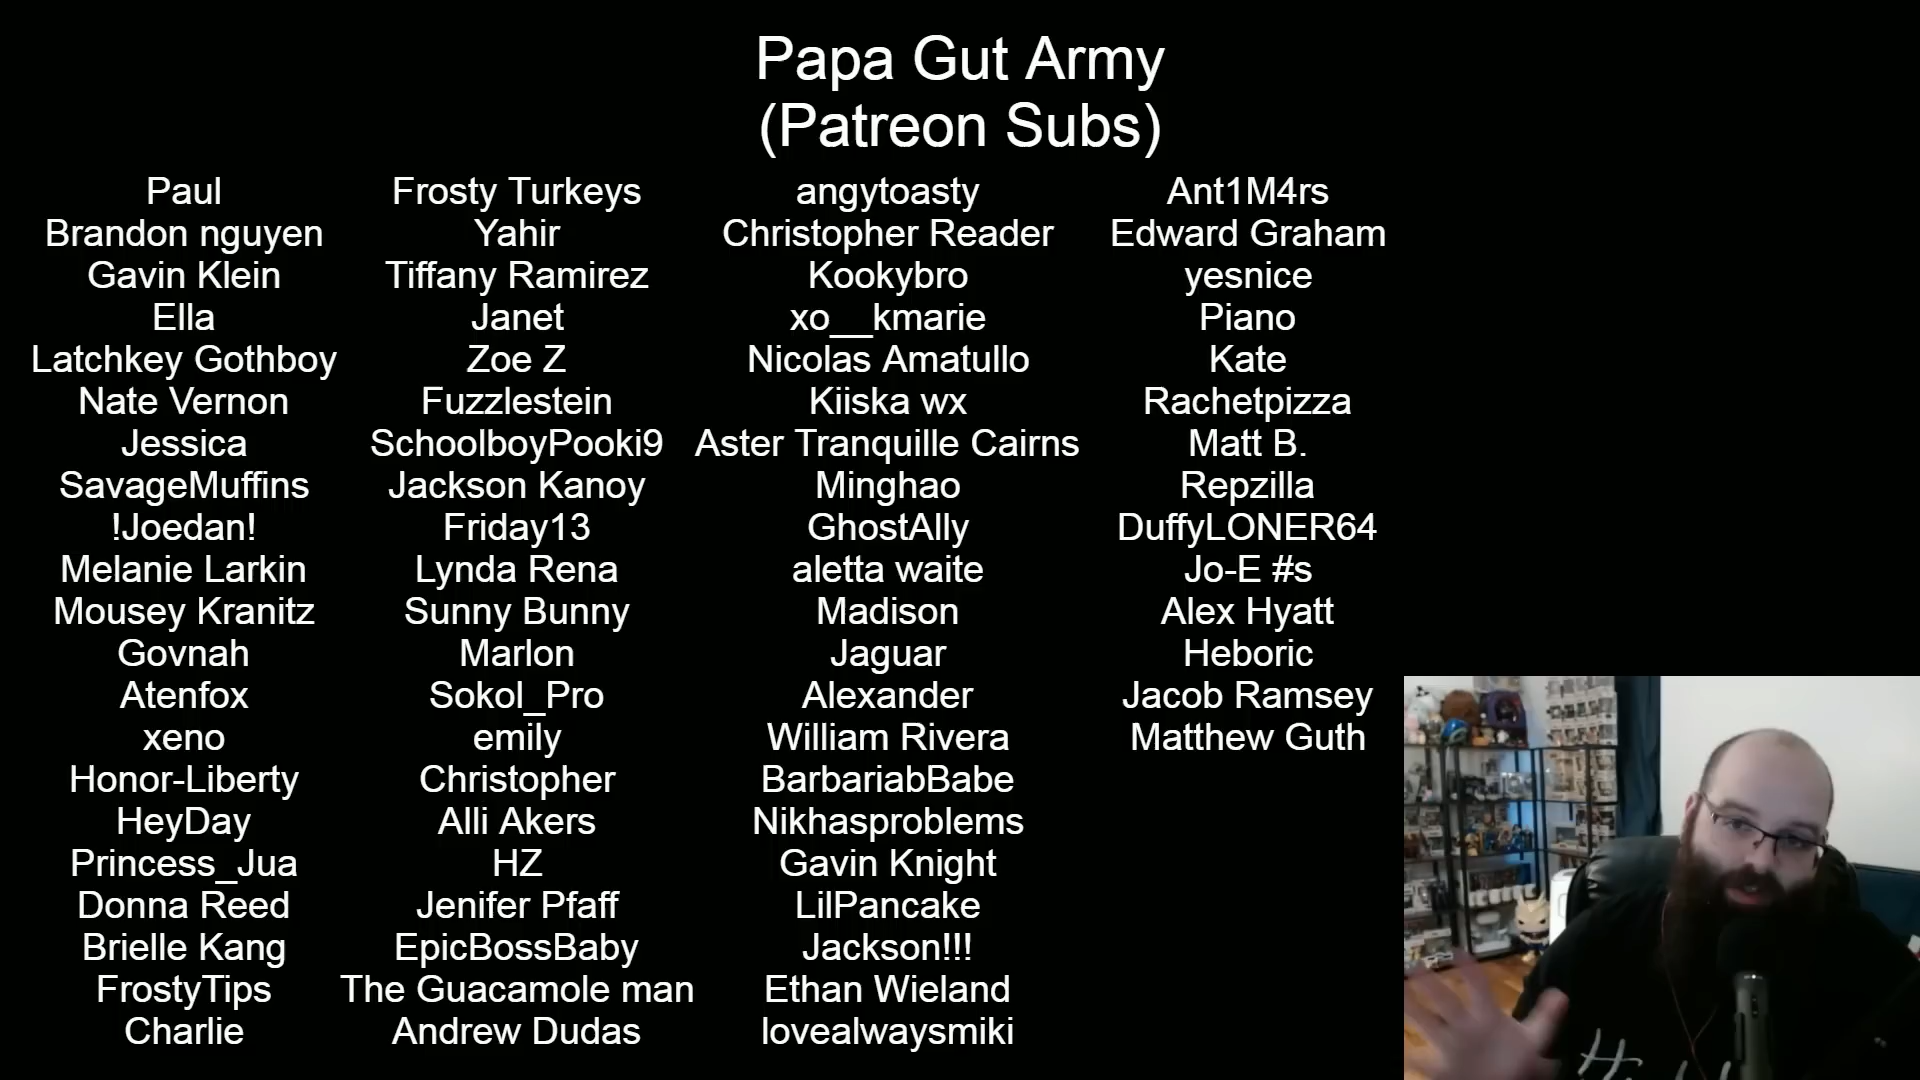 Papa Gut Army
(Patreon Subs)
Paul
Brandon nguyen
Gavin Klein
Ella
Latchkey Gothboy
Nate Vernon
Jessica
SavageMuffins
!Joedan!
Melanie Larkin
Mousey Kranitz
Govnah
Atenfox
xeno
Honor-Liberty
HeyDay
Princess_Jua
Donna Reed
Brielle Kang
FrostyTips
Charlie
Frosty Turkeys
Yahir
Tiffany Ramirez
Janet
Zoe Z
Fuzzlestein
SchoolboyPooki9
Jackson Kanoy
Friday13
Lynda Rena
Sunny Bunny
Marlon
Sokol_Pro
emily
Christopher
Alli Akers
HZ
Jenifer Pfaff
EpicBossBaby
The Guacamole man
Andrew Dudas
angytoasty
Christopher Reader
Kookybro
xo__kmarie
Nicolas Amatullo
Kiiska wx
Aster Tranquille Cairns
Minghao
GhostAlly
aletta waite
Madison
Jaguar
Alexander
William Rivera
BarbariabBabe
Nikhasproblems
Gavin Knight
LilPancake
Jackson!!!
Ethan Wieland
lovealwaysmiki
Ant1M4rs
Edward Graham
yesnice
Piano
Kate
Rachetpizza
Matt B.
Repzilla
DuffyLONER64
Jo-E #s
Alex Hyatt
Heboric
Jacob Ramsey
Matthew Guth